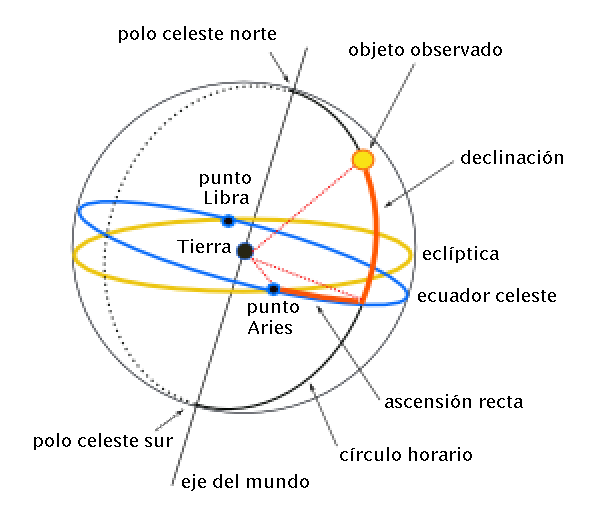 polo celeste norte
objeto observado
declinación
punto
Libra
Tierra
eclíptica
ecuador celeste
punto
Aries
ascensión recta
polo celeste sur
círculo horario
eje del mundo